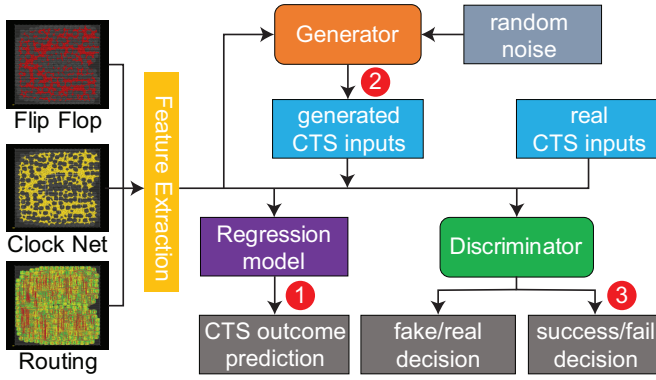 Flip Flop
Clock Net
Routing
Feature Extraction
Generator
random
noise
2
generated
CTS inputs
real
CTS inputs
Regression
model
Discriminator
1
3
CTS outcome
prediction
fake/real
decision
success/fail
decision